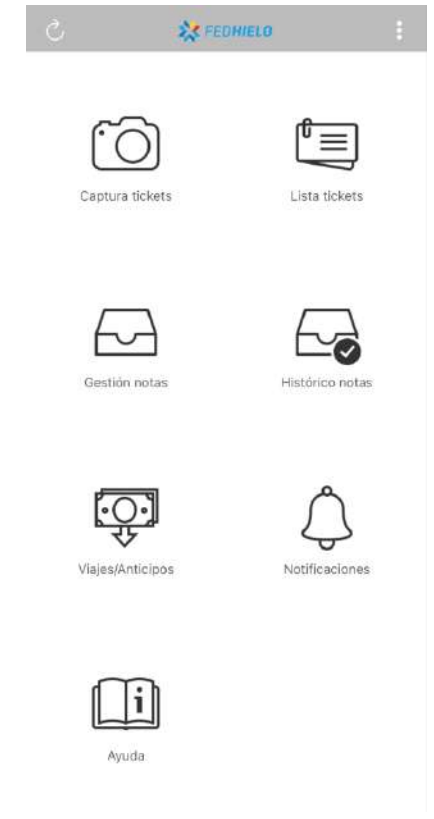 FEDHIELO
Captura tickets
Lista tickets
Gestión notas
Histórico notas
Viajes/Anticipos
Notificaciones
Ayuda